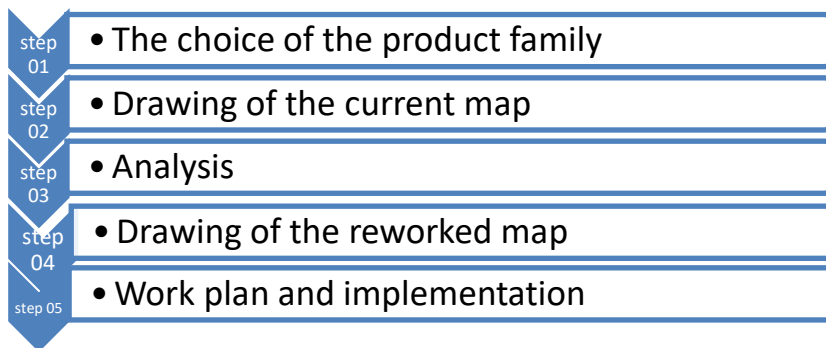 step
01
• The choice of the product family
step
02
• Drawing of the current map
step
03
• Analysis
step
04
• Drawing of the reworked map
step 05
• Work plan and implementation